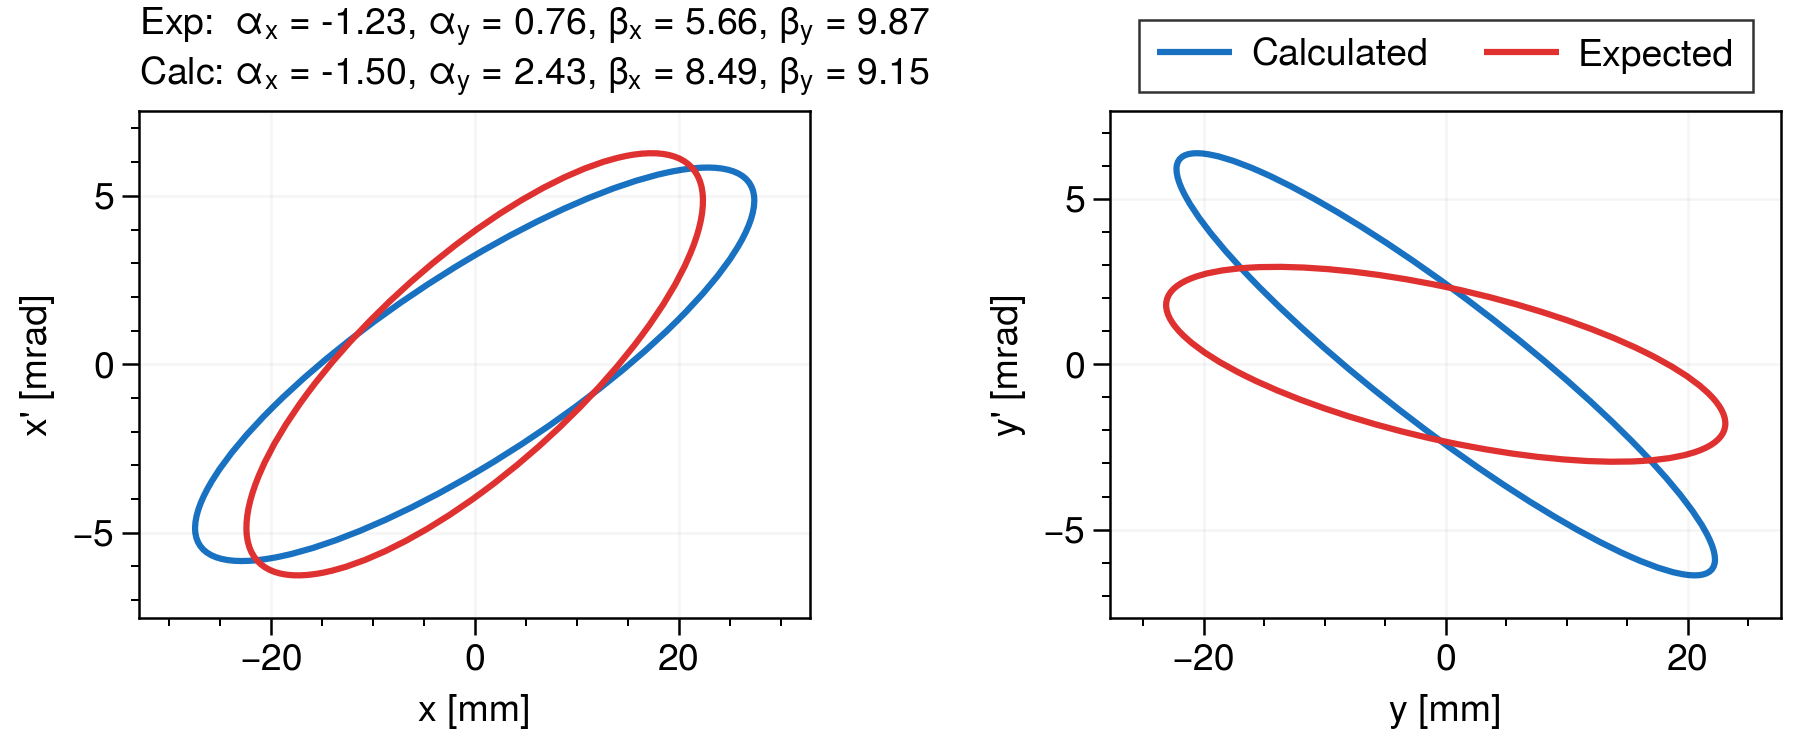 Exp: αx = -1.23, αy = 0.76, βx = 5.66, βy = 9.87
Calc: αx = -1.50, αy = 2.43, βx = 8.49, βy = 9.15
Calculated
Expected
5
0
−5
x' [mrad]
−20
0
20
x [mm]
5
0
−5
y' [mrad]
−20
0
20
y [mm]